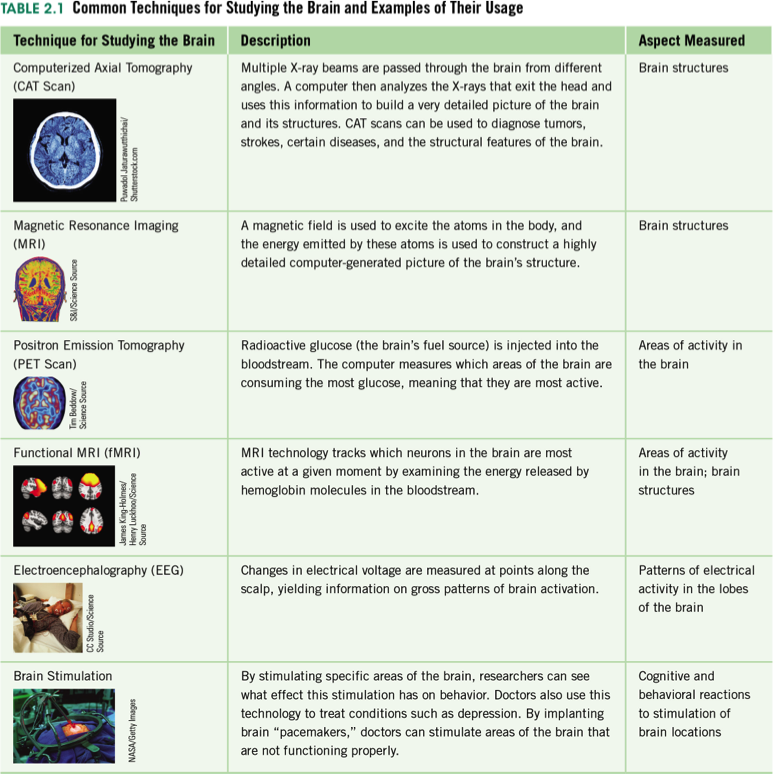 TABLE 2.1 Common Techniques for Studying the Brain and Examples of Their Usage
Technique for Studying the Brain
Description
Aspect Measured
Computerized Axial Tomography
(CAT Scan)
Puwadol Jaturawutthichai/
Shutterstock.com
Multiple X-ray beams are passed through the brain from different
angles. A computer then analyzes the X-rays that exit the head and
uses this information to build a very detailed picture of the brain
and its structures. CAT scans can be used to diagnose tumors,
strokes, certain diseases, and the structural features of the brain.
Brain structures
Magnetic Resonance Imaging
(MRI)
S&I/Science Source
A magnetic field is used to excite the atoms in the body, and
the energy emitted by these atoms is used to construct a highly
detailed computer-generated picture of the brain's structure.
Brain structures
Positron Emission Tomography
(PET Scan)
Tim Beddow/
Science Source
Radioactive glucose (the brain's fuel source) is injected into the
bloodstream. The computer measures which areas of the brain are
consuming the most glucose, meaning that they are most active.
Areas of activity in
the brain
Functional MRI (fMRI)
James King-Holmes/
Henry Luckhoo/Science
Source
MRI technology tracks which neurons in the brain are most
active at a given moment by examining the energy released by
hemoglobin molecules in the bloodstream.
Areas of activity
in the brain; brain
structures
Electroencephalography (EEG)
CC Studio/Science
Source
Changes in electrical voltage are measured at points along the
scalp, yielding information on gross patterns of brain activation.
Patterns of electrical
activity in the lobes
of the brain
Brain Stimulation
NASA/Getty Images
By stimulating specific areas of the brain, researchers can see
what effect this stimulation has on behavior. Doctors also use this
technology to treat conditions such as depression. By implanting
brain "pacemakers," doctors can stimulate areas of the brain that
are not functioning properly.
Cognitive and
behavioral reactions
to stimulation of
brain locations